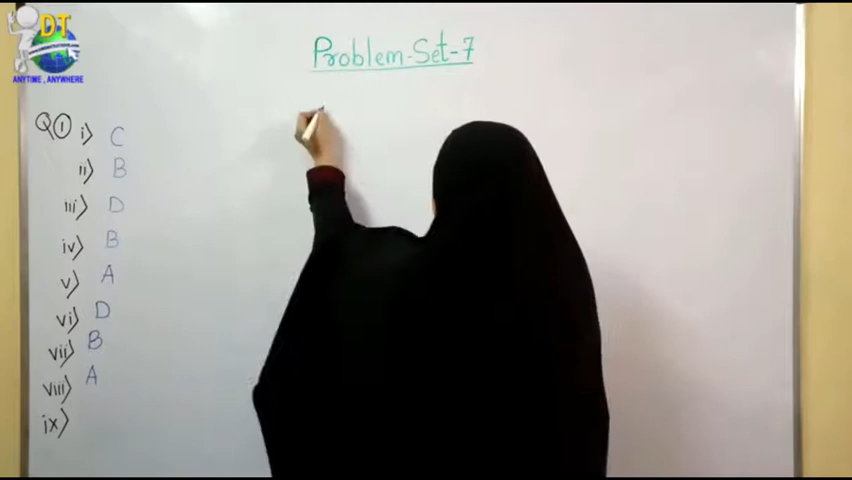 DT
ANYTIME , ANYWHERE
Problem-Set-7
Q1 i) C
ii) B
iii) D
iv) B
v) A
vi) D
vii) B
viii) A
ix)